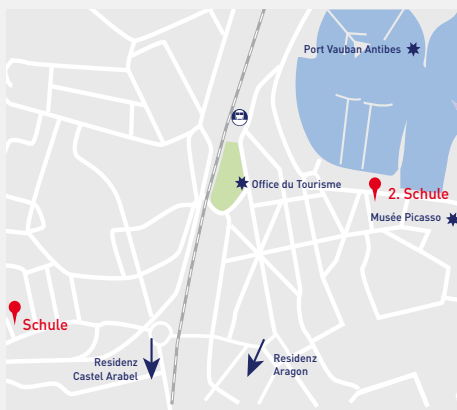 Port Vauban Antibes
Office du Tourisme
2. Schule
Musée Picasso
Schule
Residenz
Castel Arabel
Residenz
Aragon